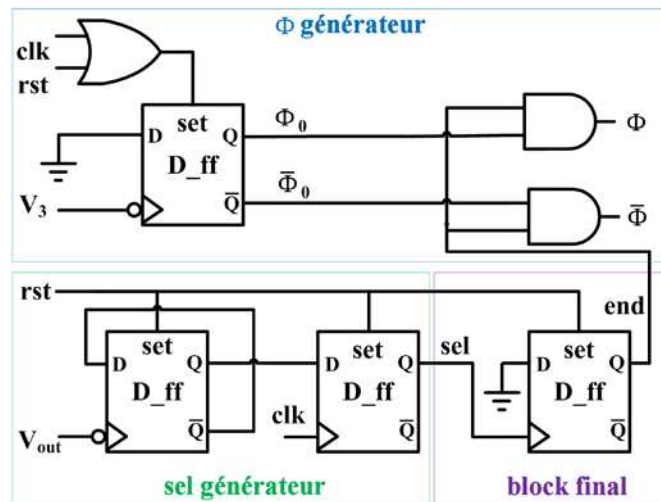 Φ générateur
clk
rst
set
D
Q
D_ff
Q̅
V₃
Φ₀
Φ̅₀
Φ
Φ̅
rst
end
set
D
Q
D_ff
Q̅
V_out
set
D
Q
D_ff
Q̅
clk
sel
set
D
Q
D_ff
Q̅
sel générateur
block final